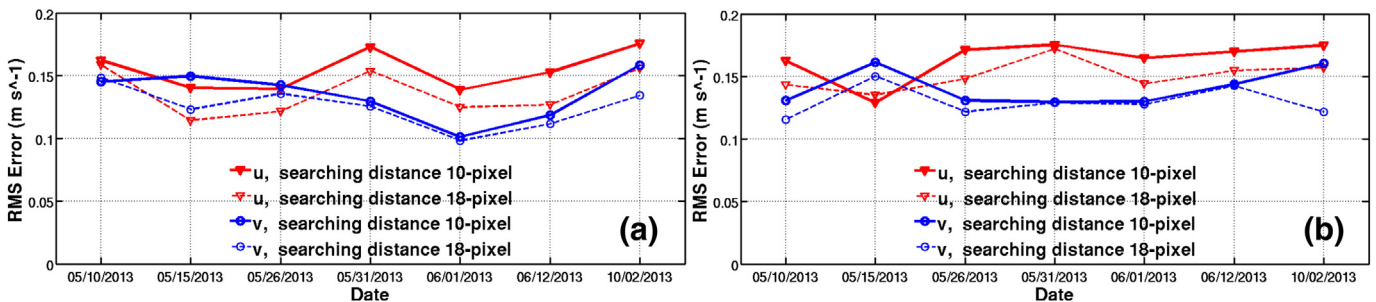 0.2
0.15
0.1
0.05
0
RMS Error (m s^-1)
u, searching distance 10-pixel
u, searching distance 18-pixel
v, searching distance 10-pixel
v, searching distance 18-pixel
(a)
05/10/2013 05/15/2013 05/26/2013 05/31/2013 06/01/2013 06/12/2013 10/02/2013
Date
0.2
0.15
0.1
0.05
0
RMS Error (m s^-1)
u, searching distance 10-pixel
u, searching distance 18-pixel
v, searching distance 10-pixel
v, searching distance 18-pixel
(b)
05/10/2013 05/15/2013 05/26/2013 05/31/2013 06/01/2013 06/12/2013 10/02/2013
Date